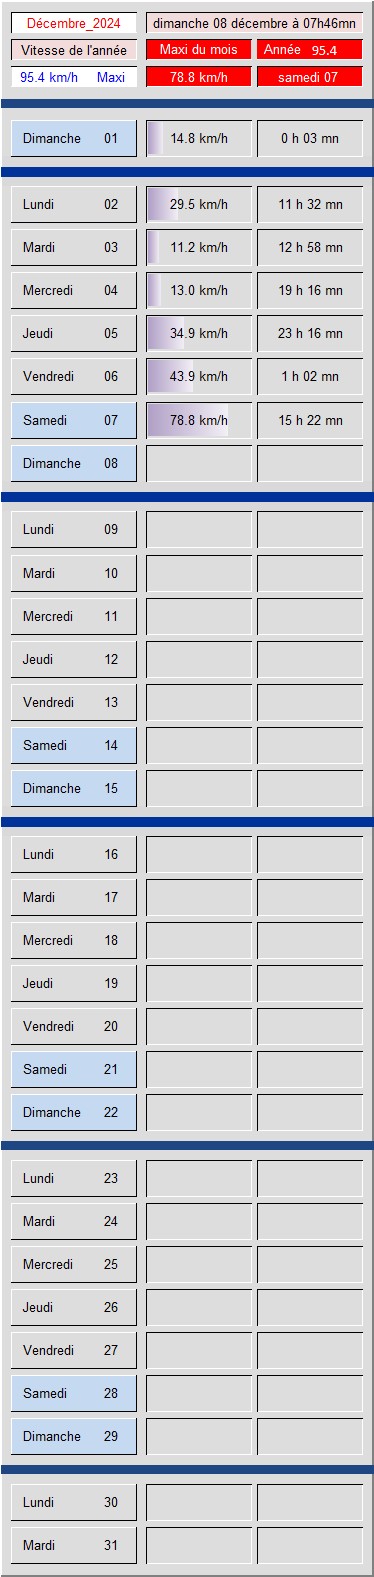 Décembre_2024 dimanche 08 décembre à 07h46mn
Vitesse de l'année Maxi du mois Année 95.4
95.4 km/h Maxi 78.8 km/h samedi 07
Dimanche 01 14.8 km/h 0 h 03 mn
Lundi 02 29.5 km/h 11 h 32 mn
Mardi 03 11.2 km/h 12 h 58 mn
Mercredi 04 13.0 km/h 19 h 16 mn
Jeudi 05 34.9 km/h 23 h 16 mn
Vendredi 06 43.9 km/h 1 h 02 mn
Samedi 07 78.8 km/h 15 h 22 mn
Dimanche 08
Lundi 09
Mardi 10
Mercredi 11
Jeudi 12
Vendredi 13
Samedi 14
Dimanche 15
Lundi 16
Mardi 17
Mercredi 18
Jeudi 19
Vendredi 20
Samedi 21
Dimanche 22
Lundi 23
Mardi 24
Mercredi 25
Jeudi 26
Vendredi 27
Samedi 28
Dimanche 29
Lundi 30
Mardi 31